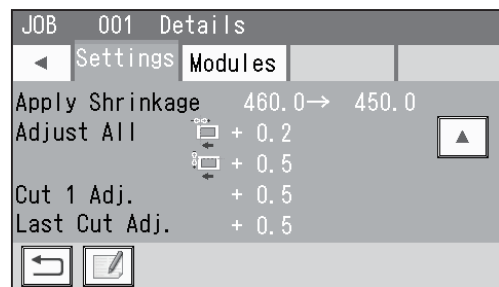 JOB 001 Details
Settings Modules
Apply Shrinkage 460.0→ 450.0
Adjust All + 0.2
+ 0.5
Cut 1 Adj. + 0.5
Last Cut Adj. + 0.5